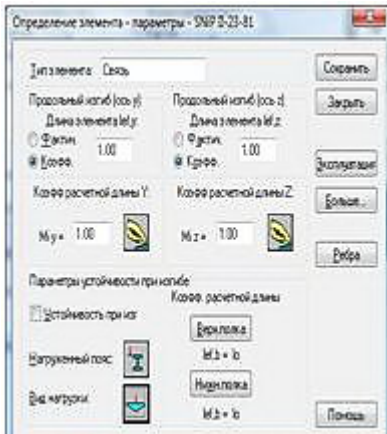 Определение элемента - параметры - SNIP II-23-81
Тип элемента: Связь
Сохранить
Продольный изгиб (ось y)
Продольный изгиб (ось z)
Закрыть
Длина элемента lef,y:
Длина элемента lef,z:
Фактич.
1.00
Фактич.
1.00
Коэфф.
Коэфф.
Эксплуатация
Коэфф расчетной длины Y:
Коэфф расчетной длины Z:
Больше...
Mi y = 1.00
Mi z = 1.00
Ребра
Параметры устойчивости при изгибе
Коэфф. расчетной длины
Устойчивость при изг
Верхн.полка
Нагруженный пояс:
lef,b = lo
Нижн.полка
Вид нагрузки:
lef,b = lo
Помощь